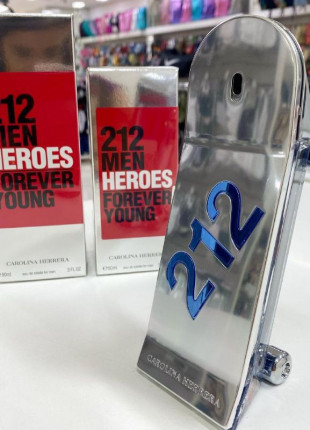 212
MEN
HEROES
FOREVER
YOUNG
CAROLINA HERRERA
212
MEN
HEROES
FOREVER
YOUNG
CAROLINA HERRERA
212
CAROLINA HERRERA